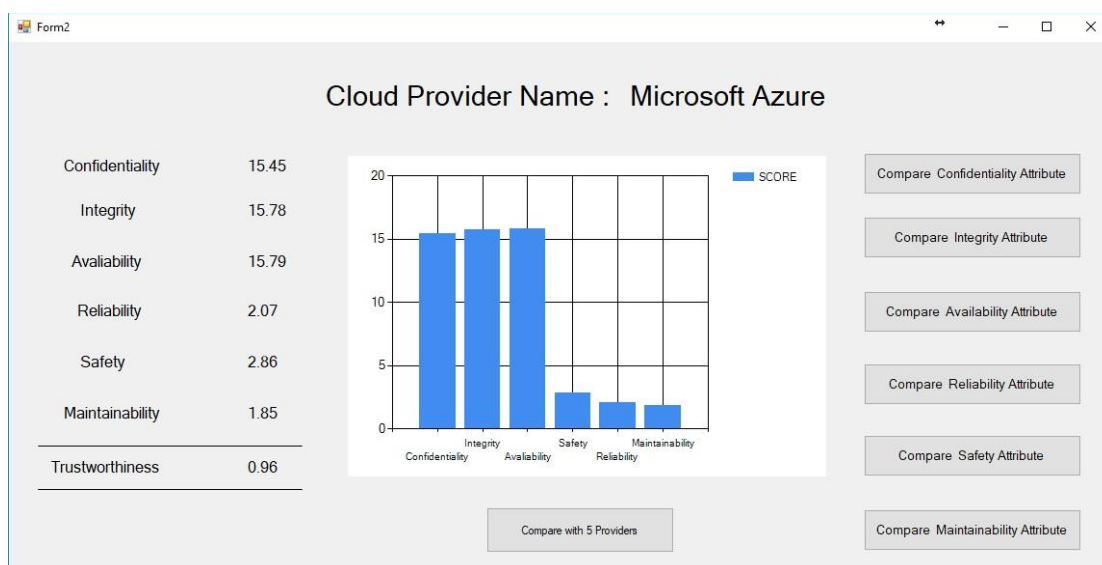 Form2
Cloud Provider Name : Microsoft Azure
Confidentiality 15.45
Integrity 15.78
Avaliability 15.79
Reliability 2.07
Safety 2.86
Maintainability 1.85
Trustworthiness 0.96
20
15
10
5
0
Integrity Safety Maintainability
Confidentiality Avaliability Reliability
SCORE
Compare with 5 Providers
Compare Confidentiality Attribute
Compare Integrity Attribute
Compare Availability Attribute
Compare Reliability Attribute
Compare Safety Attribute
Compare Maintainability Attribute